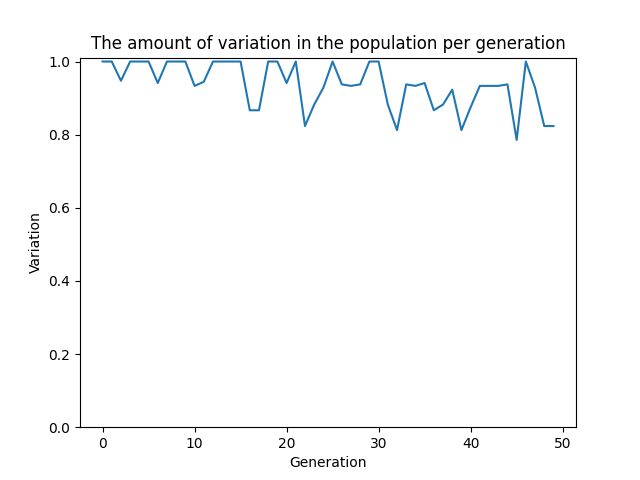 The amount of variation in the population per generation
1.0
0.8
0.6
0.4
0.2
0.0
Variation
0 10 20 30 40 50
Generation